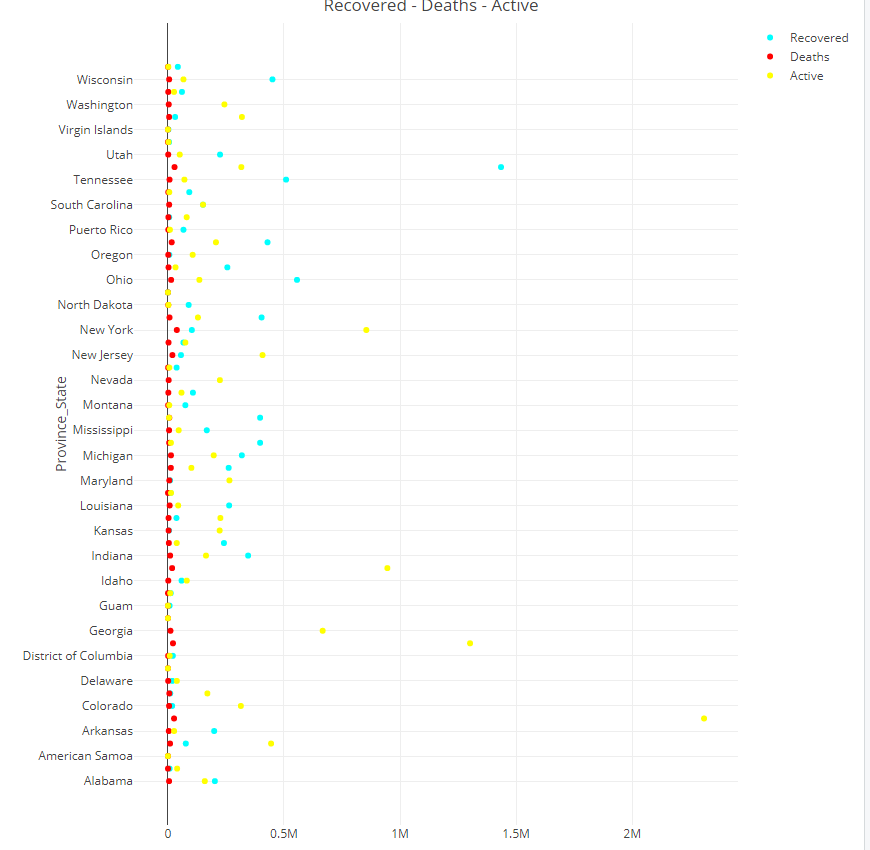 Recovered - Deaths - Active
Recovered
Deaths
Active
Province_State
Wisconsin
Washington
Virgin Islands
Utah
Tennessee
South Carolina
Puerto Rico
Oregon
Ohio
North Dakota
New York
New Jersey
Nevada
Montana
Mississippi
Michigan
Maryland
Louisiana
Kansas
Indiana
Idaho
Guam
Georgia
District of Columbia
Delaware
Colorado
Arkansas
American Samoa
Alabama
0 0.5M 1M 1.5M 2M